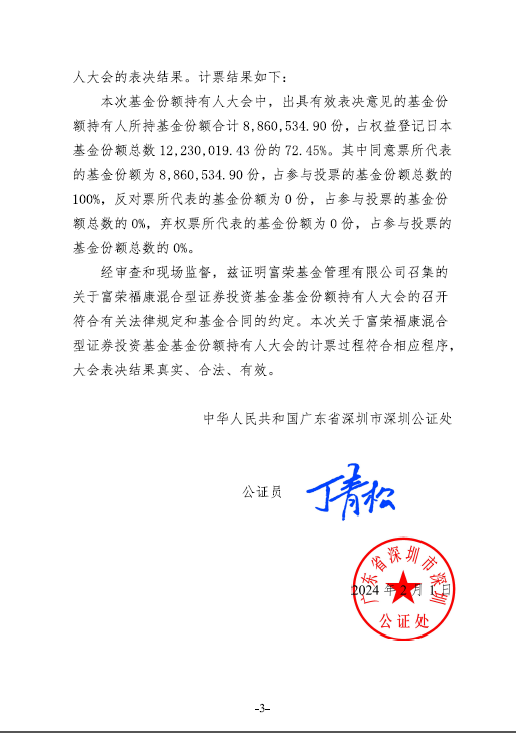 人大会的表决结果。计票结果如下：
本次基金份额持有人大会中，出具有效表决意见的基金份
额持有人所持基金份额合计 8,860,534.90 份，占权益登记日本
基金份额总数 12,230,019.43 份的 72.45%。其中同意票所代表
的基金份额为 8,860,534.90 份，占参与投票的基金份额总数的
100%，反对票所代表的基金份额为 0 份，占参与投票的基金份
额总数的 0%，弃权票所代表的基金份额为 0 份，占参与投票的
基金份额总数的 0%。
经审查和现场监督，兹证明富荣基金管理有限公司召集的
关于富荣福康混合型证券投资基金基金份额持有人大会的召开
符合有关法律规定和基金合同的约定。本次关于富荣福康混合
型证券投资基金基金份额持有人大会的计票过程符合相应程序，
大会表决结果真实、合法、有效。
中华人民共和国广东省深圳市深圳公证处
公证员 丁青松
广东省深圳市深圳
2024 年 2 月 1 日
公证处
-3-